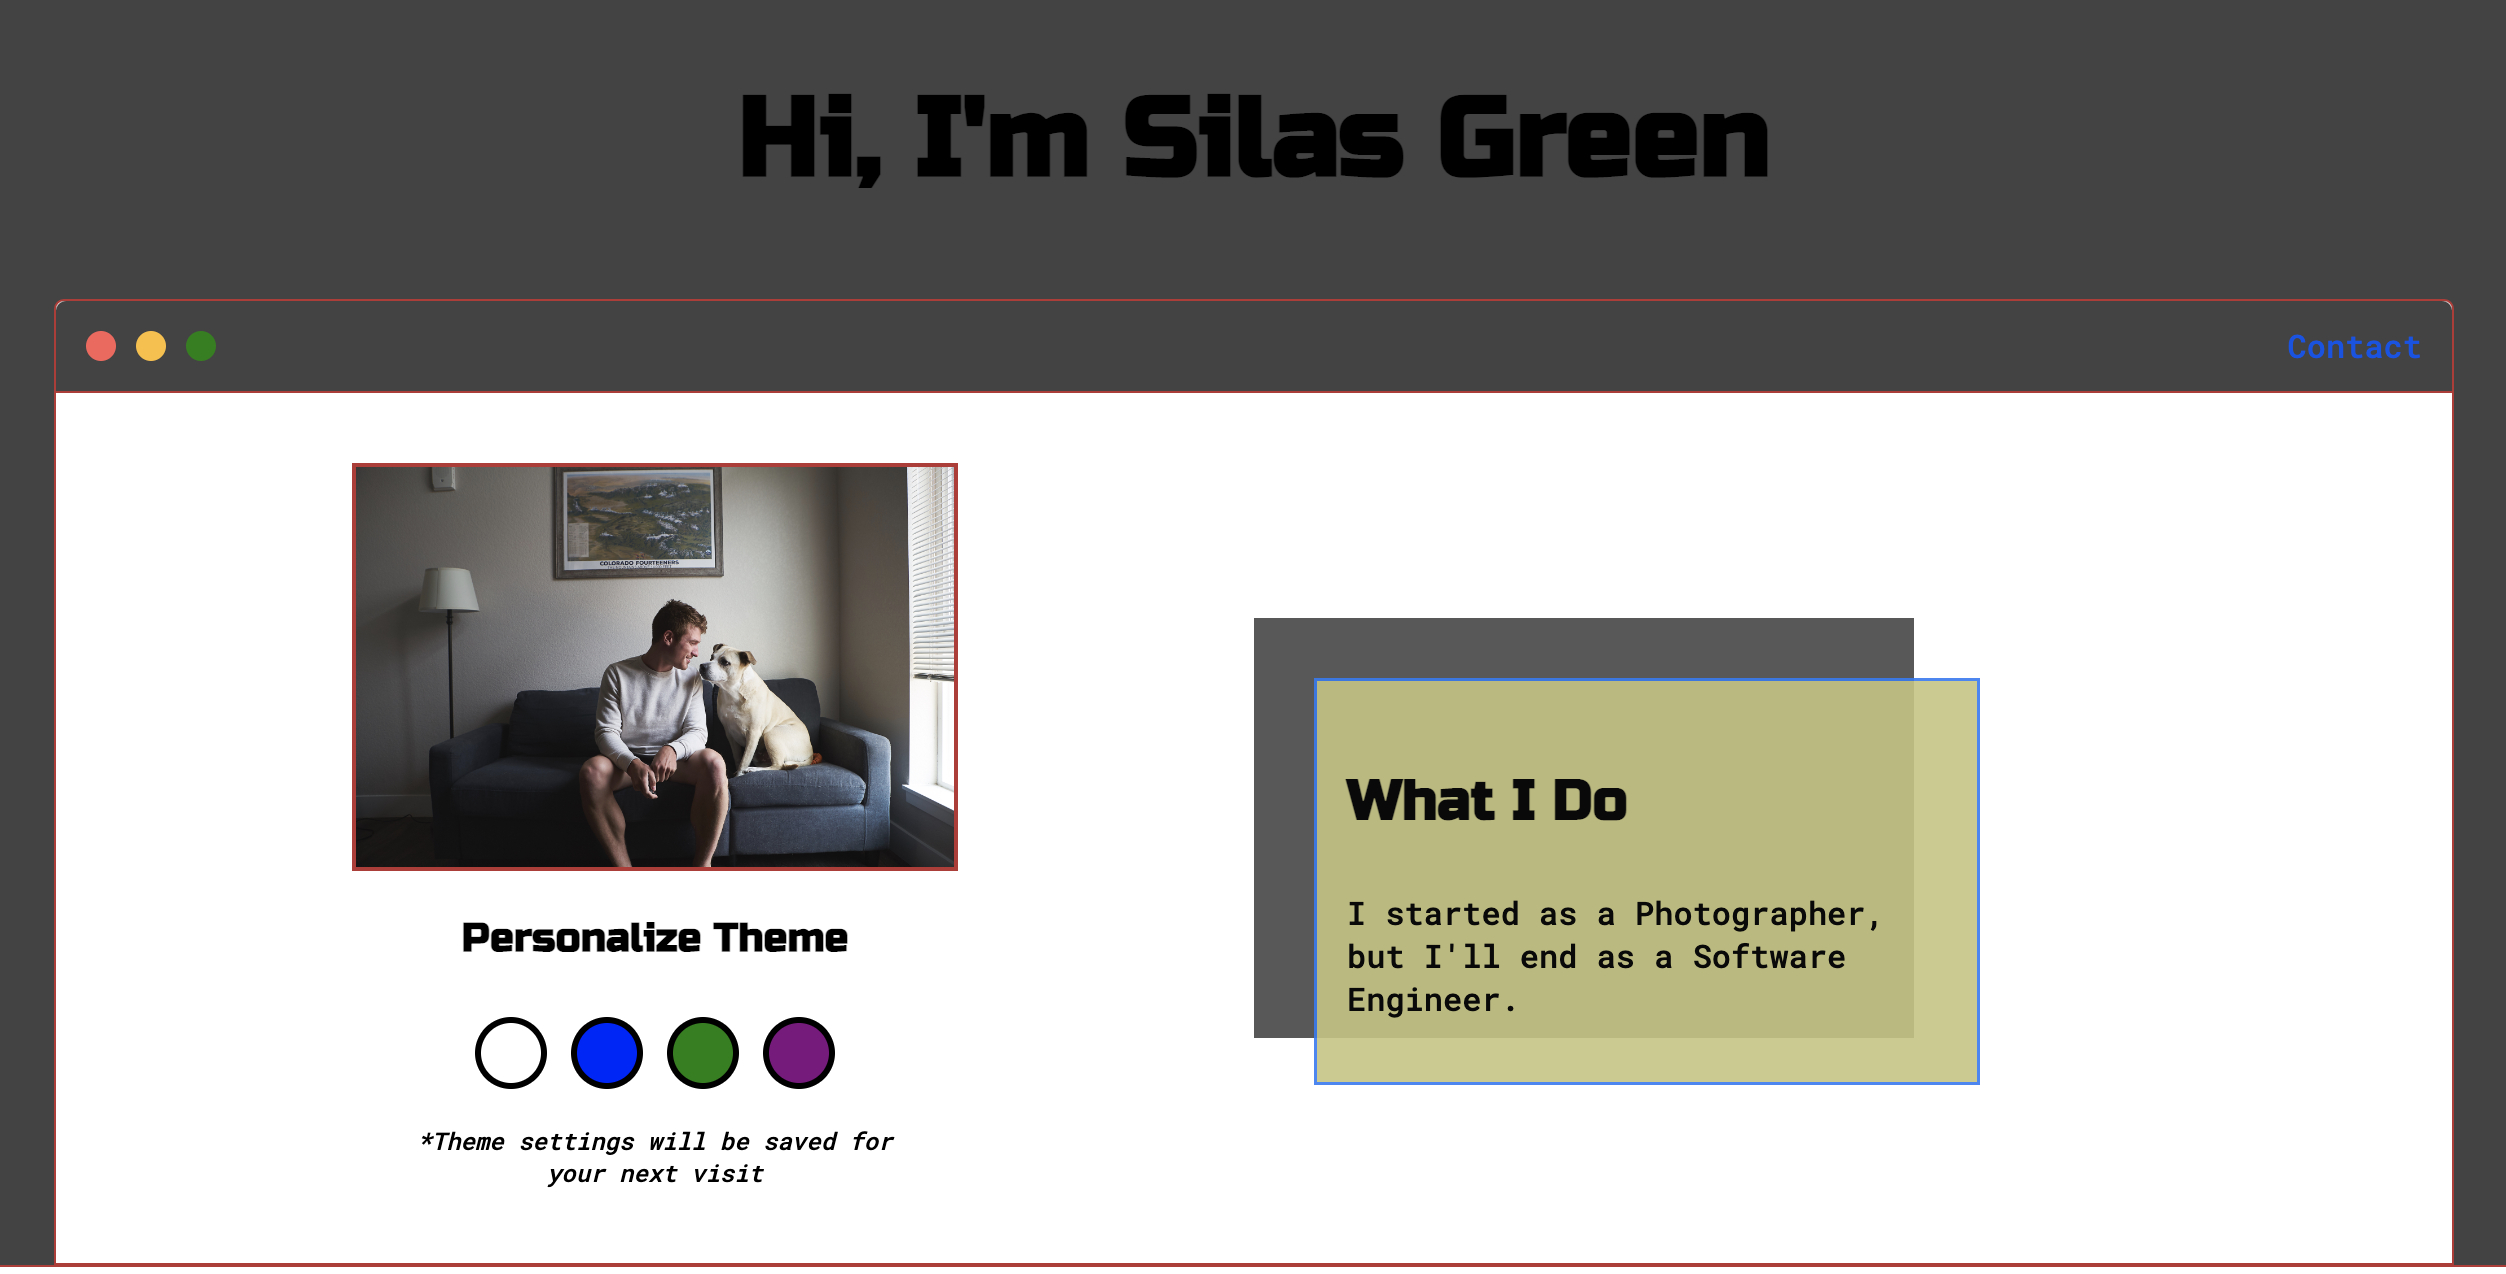 Hi, I'm Silas Green
Contact
COLORADO FOURTEENERS
Personalize Theme
*Theme settings will be saved for
your next visit
What I Do
I started as a Photographer,
but I'll end as a Software
Engineer.